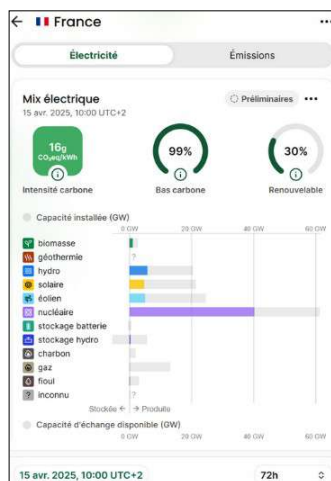 ← France ...
Électricité Émissions
Mix électrique Préliminaires ...
15 avr. 2025, 10:00 UTC+2
16g 99% 30%
CO₂eq/kWh
Intensité carbone Bas carbone Renouvelable
Capacité installée (GW)
0 GW 20 GW 40 GW 60 GW
biomasse
géothermie ?
hydro
solaire
éolien
nucléaire
stockage batterie
stockage hydro
charbon
gaz
fioul
inconnu ?
Stockée ← → Produite
Capacité d'échange disponible (GW)
0 GW 20 GW 40 GW 60 GW
15 avr. 2025, 10:00 UTC+2 72h